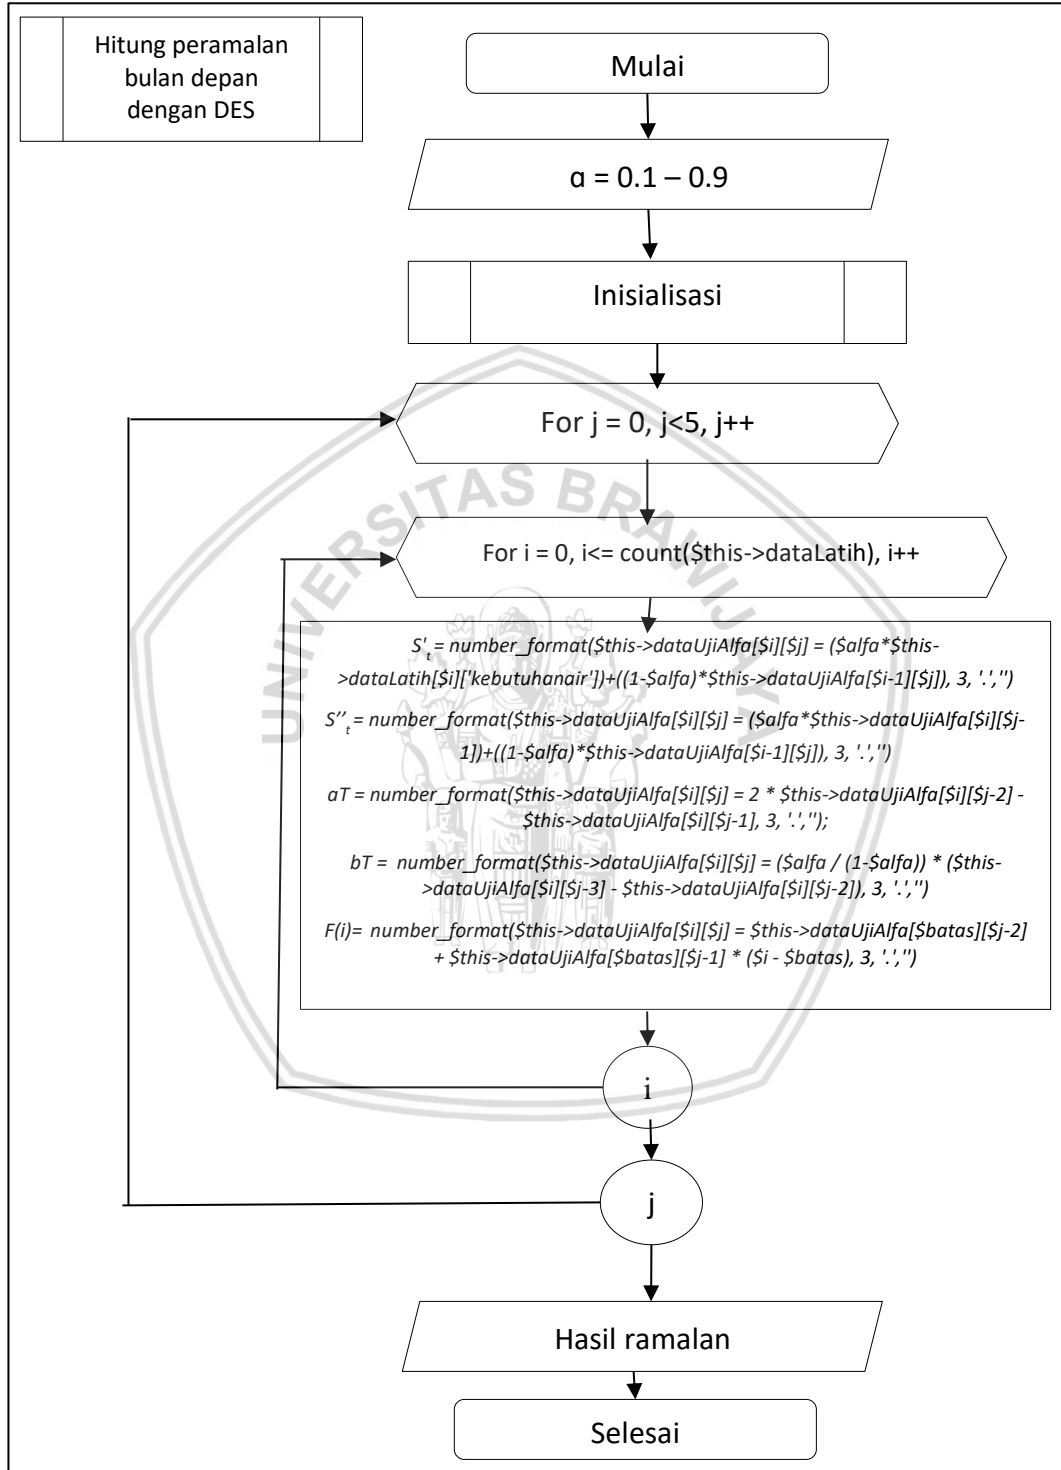 Hitung peramalan
bulan depan
dengan DES
Mulai
α = 0.1 – 0.9
Inisialisasi
For j = 0, j<5, j++
For i = 0, i<= count($this->dataLatih), i++
S't = number_format($this->dataUjiAlfa[$i][$j] = ($alfa*$this-
>dataLatih[$i]['kebutuhanair'])+((1-$alfa)*$this->dataUjiAlfa[$i-1][$j]), 3, '.','')
S''t = number_format($this->dataUjiAlfa[$i][$j] = ($alfa*$this->dataUjiAlfa[$i][$j-
1])+((1-$alfa)*$this->dataUjiAlfa[$i-1][$j]), 3, '.','')
aT = number_format($this->dataUjiAlfa[$i][$j] = 2 * $this->dataUjiAlfa[$i][$j-2] -
$this->dataUjiAlfa[$i][$j-1], 3, '.','');
bT = number_format($this->dataUjiAlfa[$i][$j] = ($alfa / (1-$alfa)) * ($this-
>dataUjiAlfa[$i][$j-3] - $this->dataUjiAlfa[$i][$j-2]), 3, '.','')
F(i)= number_format($this->dataUjiAlfa[$i][$j] = $this->dataUjiAlfa[$batas][$j-2]
+ $this->dataUjiAlfa[$batas][$j-1] * ($i - $batas), 3, '.','')
i
j
Hasil ramalan
Selesai
UNIVERSITAS BRAWIJAYA